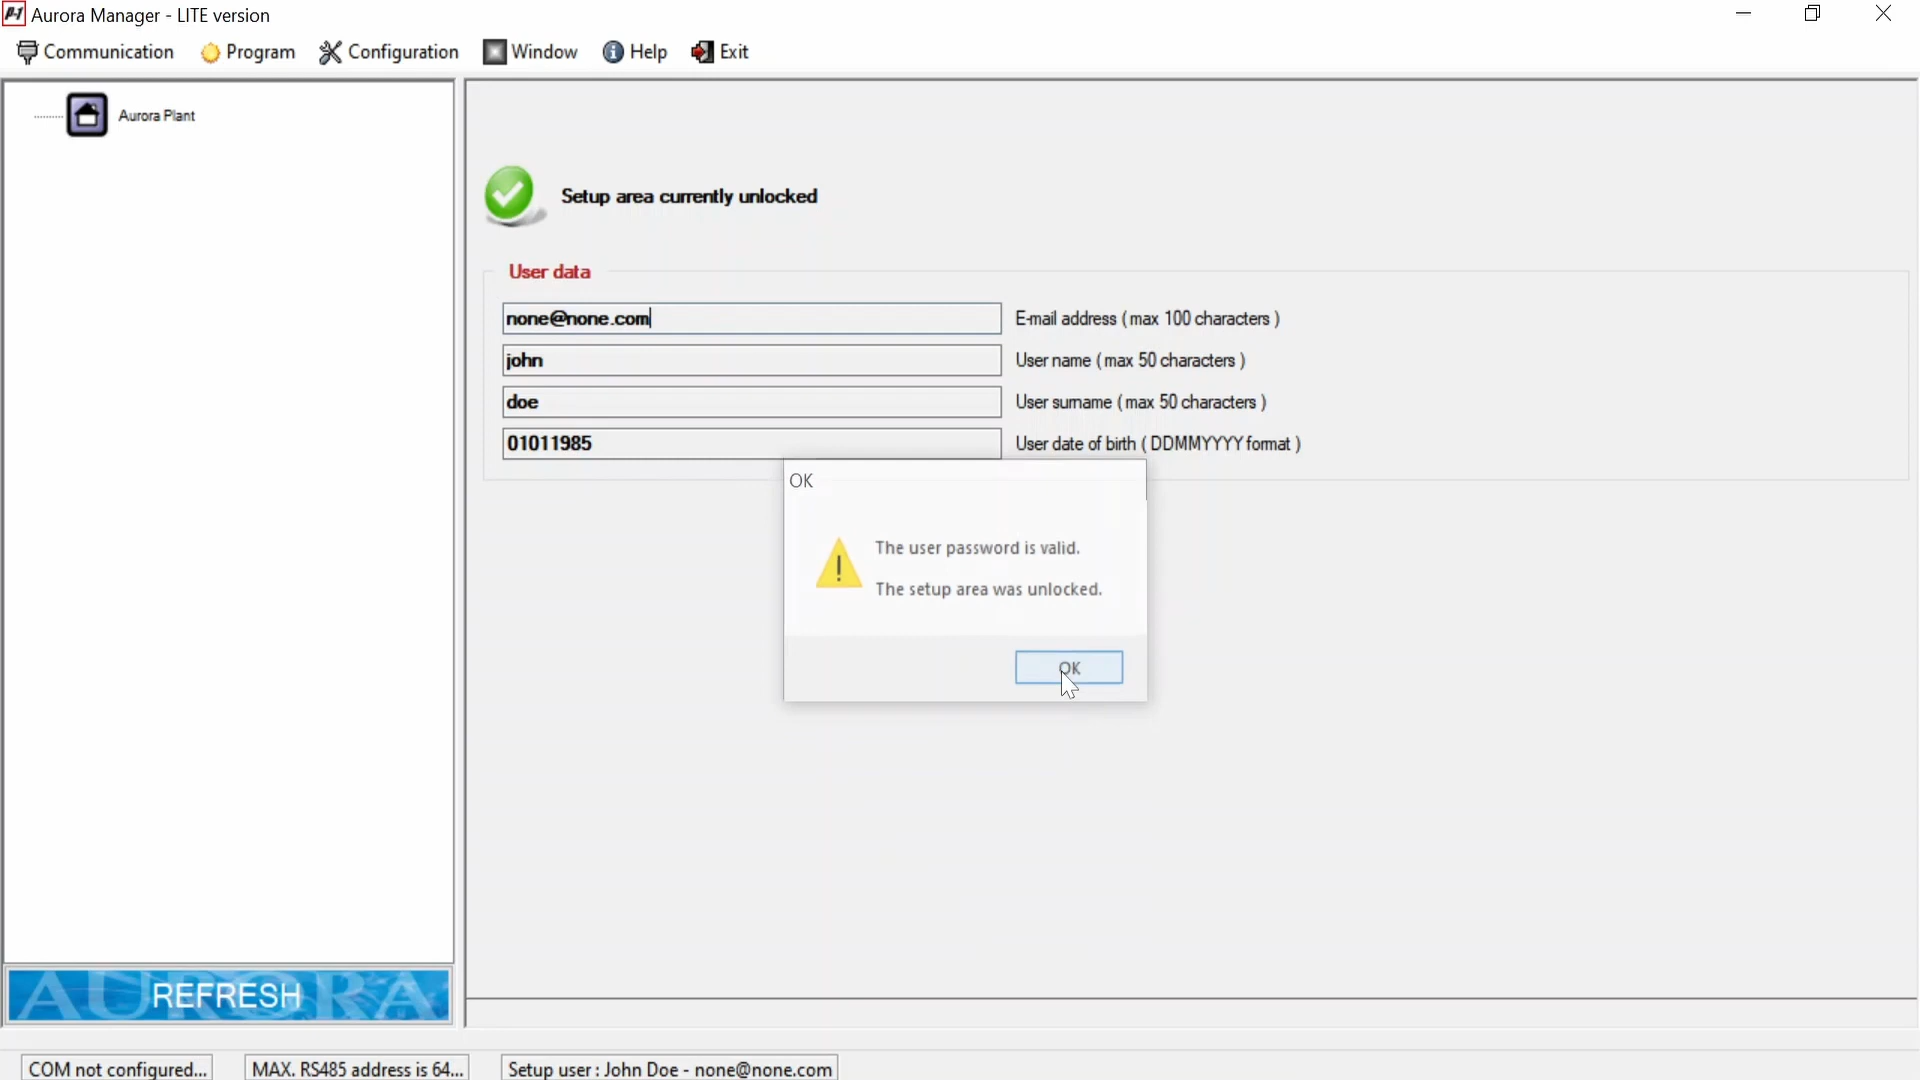 Aurora Manager - LITE version
Communication Program Configuration Window Help Exit
Aurora Plant
Setup area currently unlocked
User data
none@none.com E-mail address ( max 100 characters )
john User name ( max 50 characters )
doe User surname ( max 50 characters )
01011985 User date of birth ( DDMMYYYY format )
OK
The user password is valid.
The setup area was unlocked.
OK
AURORA
REFRESH
COM not configured... MAX. RS485 address is 64... Setup user : John Doe - none@none.com